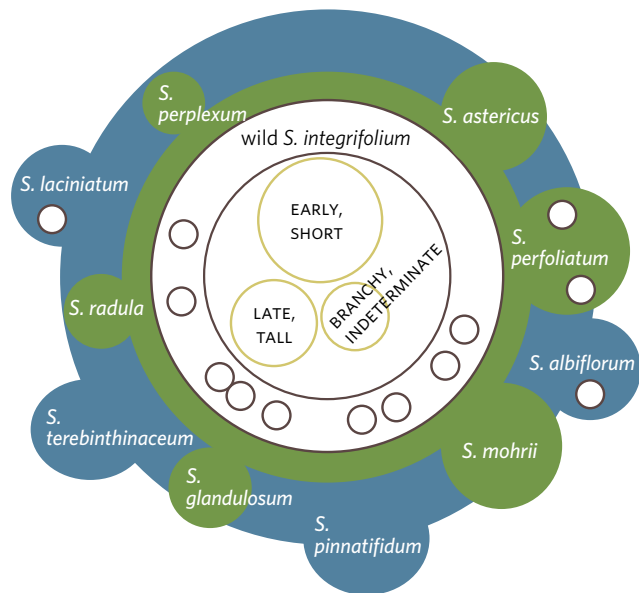 S.
perplexum
S. astericus
wild S. integrifolium
S. laciniatum
EARLY,
SHORT
S.
perfoliatum
BRANCHY,
INDETERMINATE
S. radula
LATE,
TALL
S. albiflorum
S.
terebinthinaceum
S. mohrii
S.
glandulosum
S.
pinnatifidum